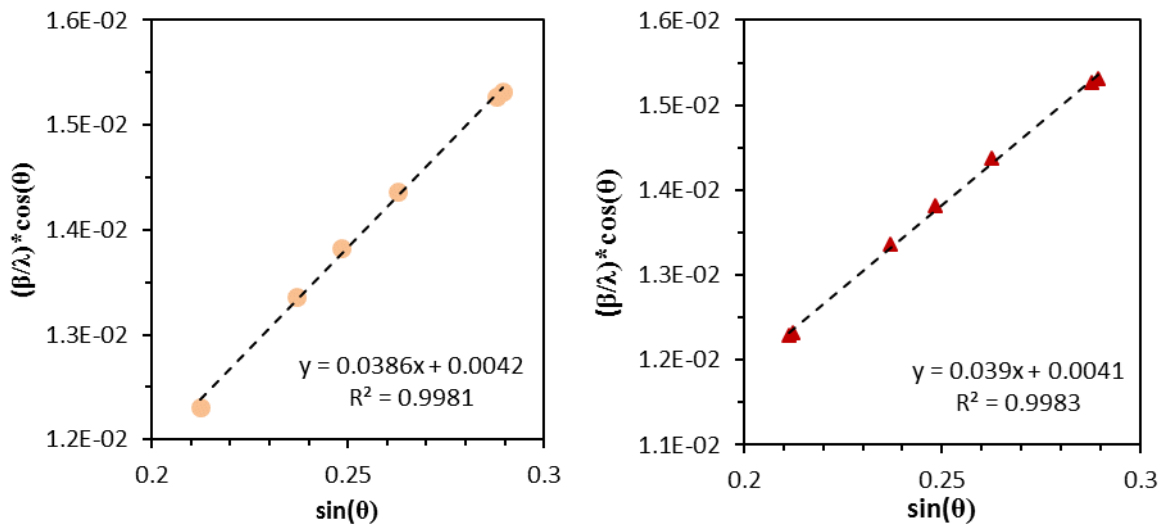 1.6E-02
1.5E-02
1.4E-02
1.3E-02
1.2E-02
(β/λ)*cos(θ)
y = 0.0386x + 0.0042
R² = 0.9981
0.2
0.25
0.3
sin(θ)
1.6E-02
1.5E-02
1.4E-02
1.3E-02
1.2E-02
1.1E-02
(β/λ)*cos(θ)
y = 0.039x + 0.0041
R² = 0.9983
0.2
0.25
0.3
sin(θ)